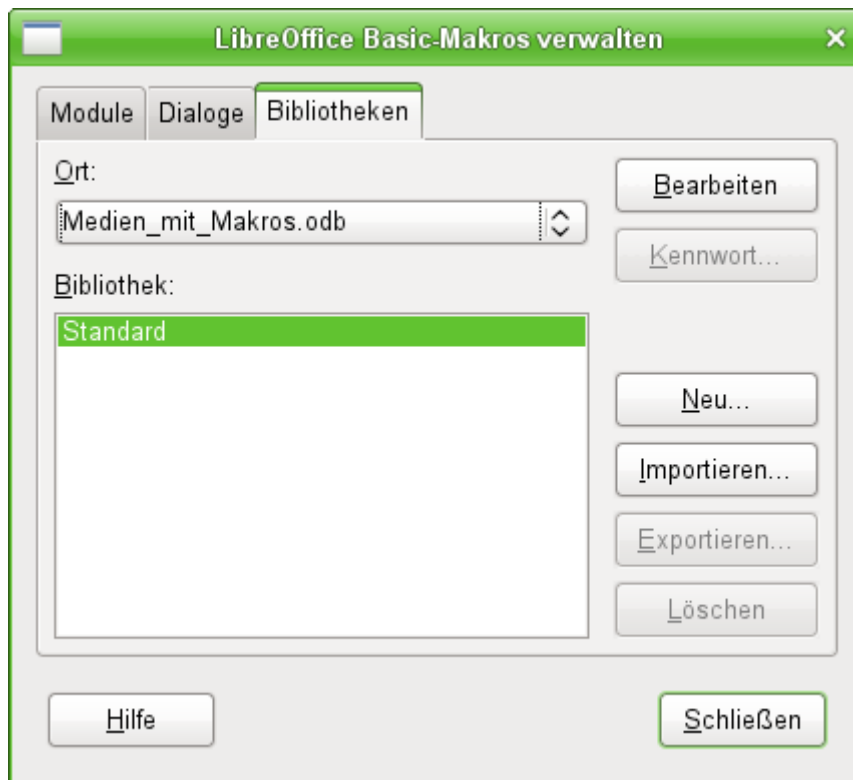 LibreOffice Basic-Makros verwalten
Module Dialoge Bibliotheken
Ort:
Medien_mit_Makros.odb
Bibliothek:
Standard
Bearbeiten
Kennwort...
Neu...
Importieren...
Exportieren...
Löschen
Hilfe
Schließen